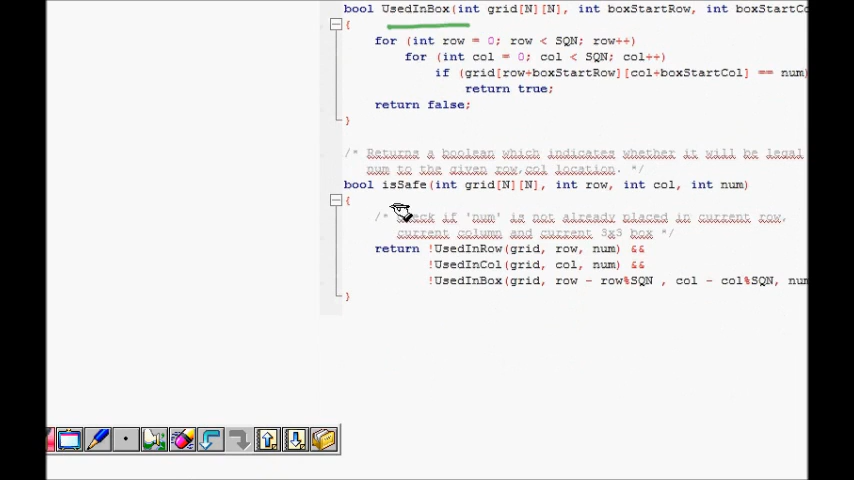 bool UsedInBox(int grid[N][N], int boxStartRow, int boxStartCo
{
for (int row = 0; row < SQN; row++)
for (int col = 0; col < SQN; col++)
if (grid[row+boxStartRow][col+boxStartCol] == num)
return true;
return false;
}
/* Returns a boolean which indicates whether it will be legal
num to the given row,col location. */
bool isSafe(int grid[N][N], int row, int col, int num)
{
/* if 'num' is not already placed in current row,
current column and current 3x3 box */
return !UsedInRow(grid, row, num) &&
!UsedInCol(grid, col, num) &&
!UsedInBox(grid, row - row%SQN , col - col%SQN, num
}